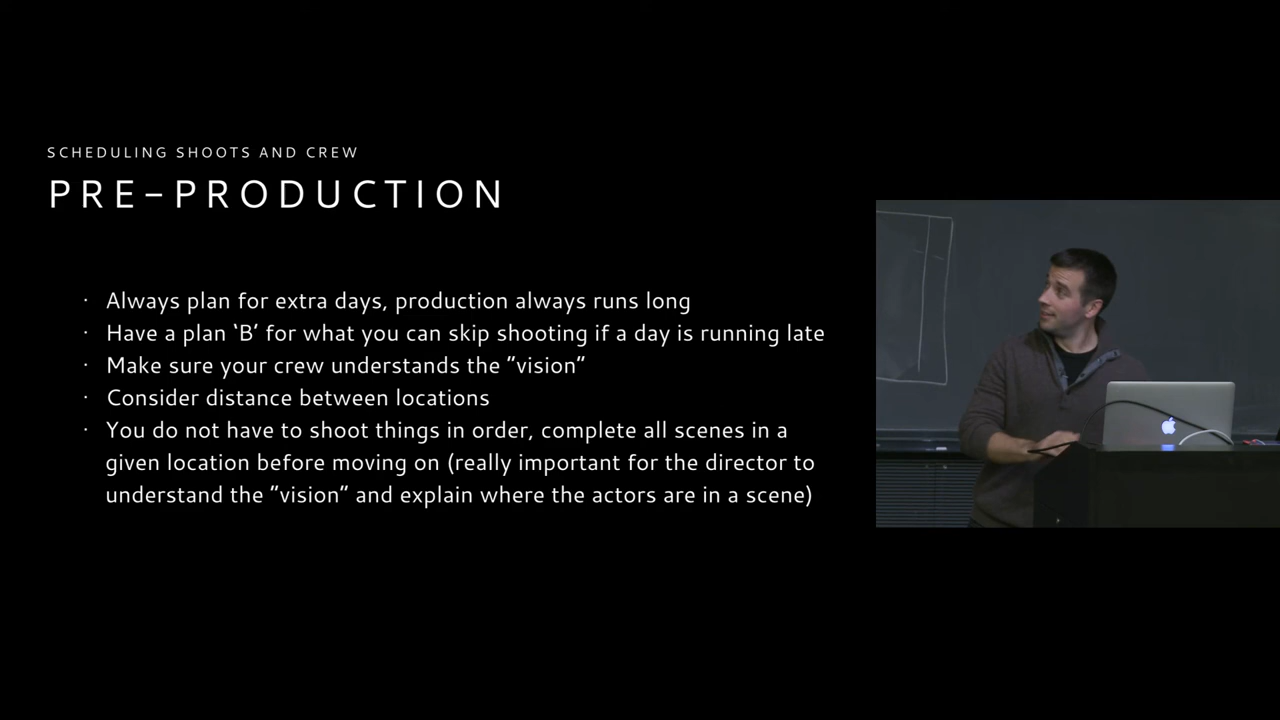 SCHEDULING SHOOTS AND CREW
PRE-PRODUCTION
· Always plan for extra days, production always runs long
· Have a plan ‘B’ for what you can skip shooting if a day is running late
· Make sure your crew understands the “vision”
· Consider distance between locations
· You do not have to shoot things in order, complete all scenes in a
given location before moving on (really important for the director to
understand the “vision” and explain where the actors are in a scene)